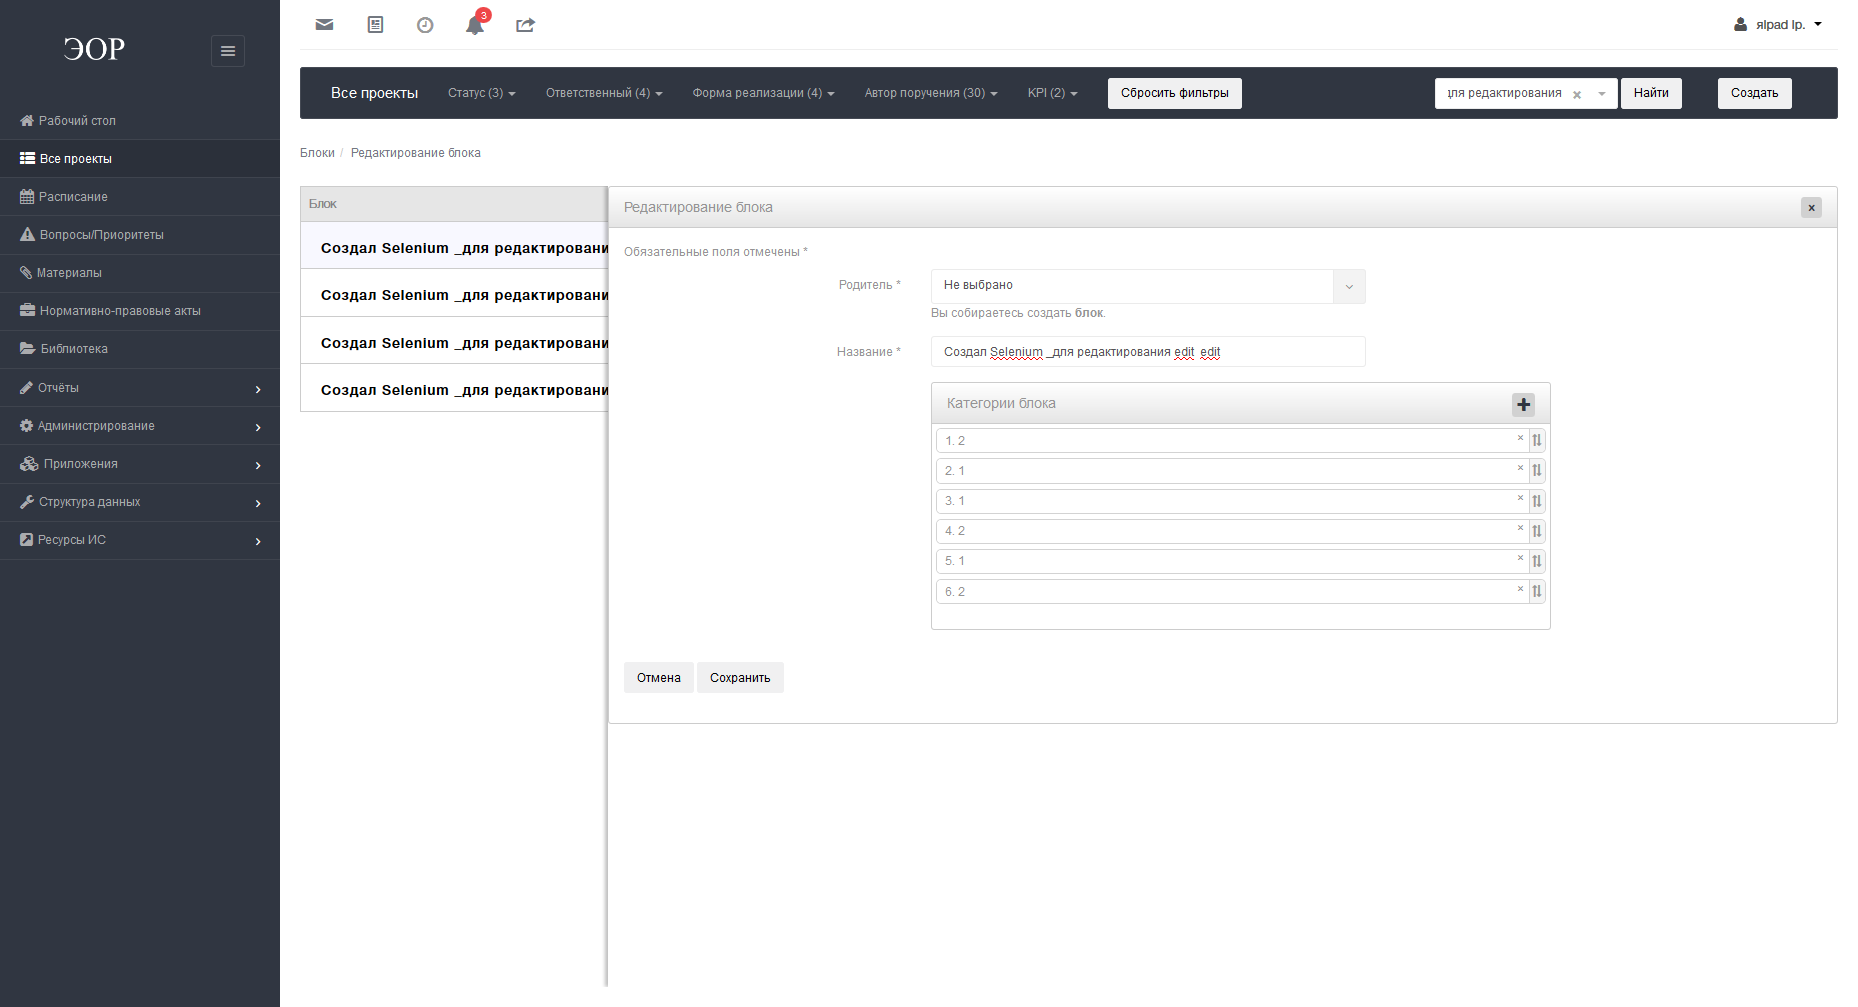 ЭОР
3
яIpad Ip.
Рабочий стол
Все проекты
Расписание
Вопросы/Приоритеты
Материалы
Нормативно-правовые акты
Библиотека
Отчёты
Администрирование
Приложения
Структура данных
Ресурсы ИС
Все проекты Статус (3) Ответственный (4) Форма реализации (4) Автор поручения (30) KPI (2) Сбросить фильтры для редактирования Найти Создать
Блоки / Редактирование блока
Блок
Создал Selenium _для редактировани
Создал Selenium _для редактировани
Создал Selenium _для редактировани
Создал Selenium _для редактировани
Редактирование блока
Обязательные поля отмечены *
Родитель * Не выбрано
Вы собираетесь создать блок.
Название * Создал Selenium _для редактирования edit edit
Категории блока
1. 2
2. 1
3. 1
4. 2
5. 1
6. 2
Отмена Сохранить